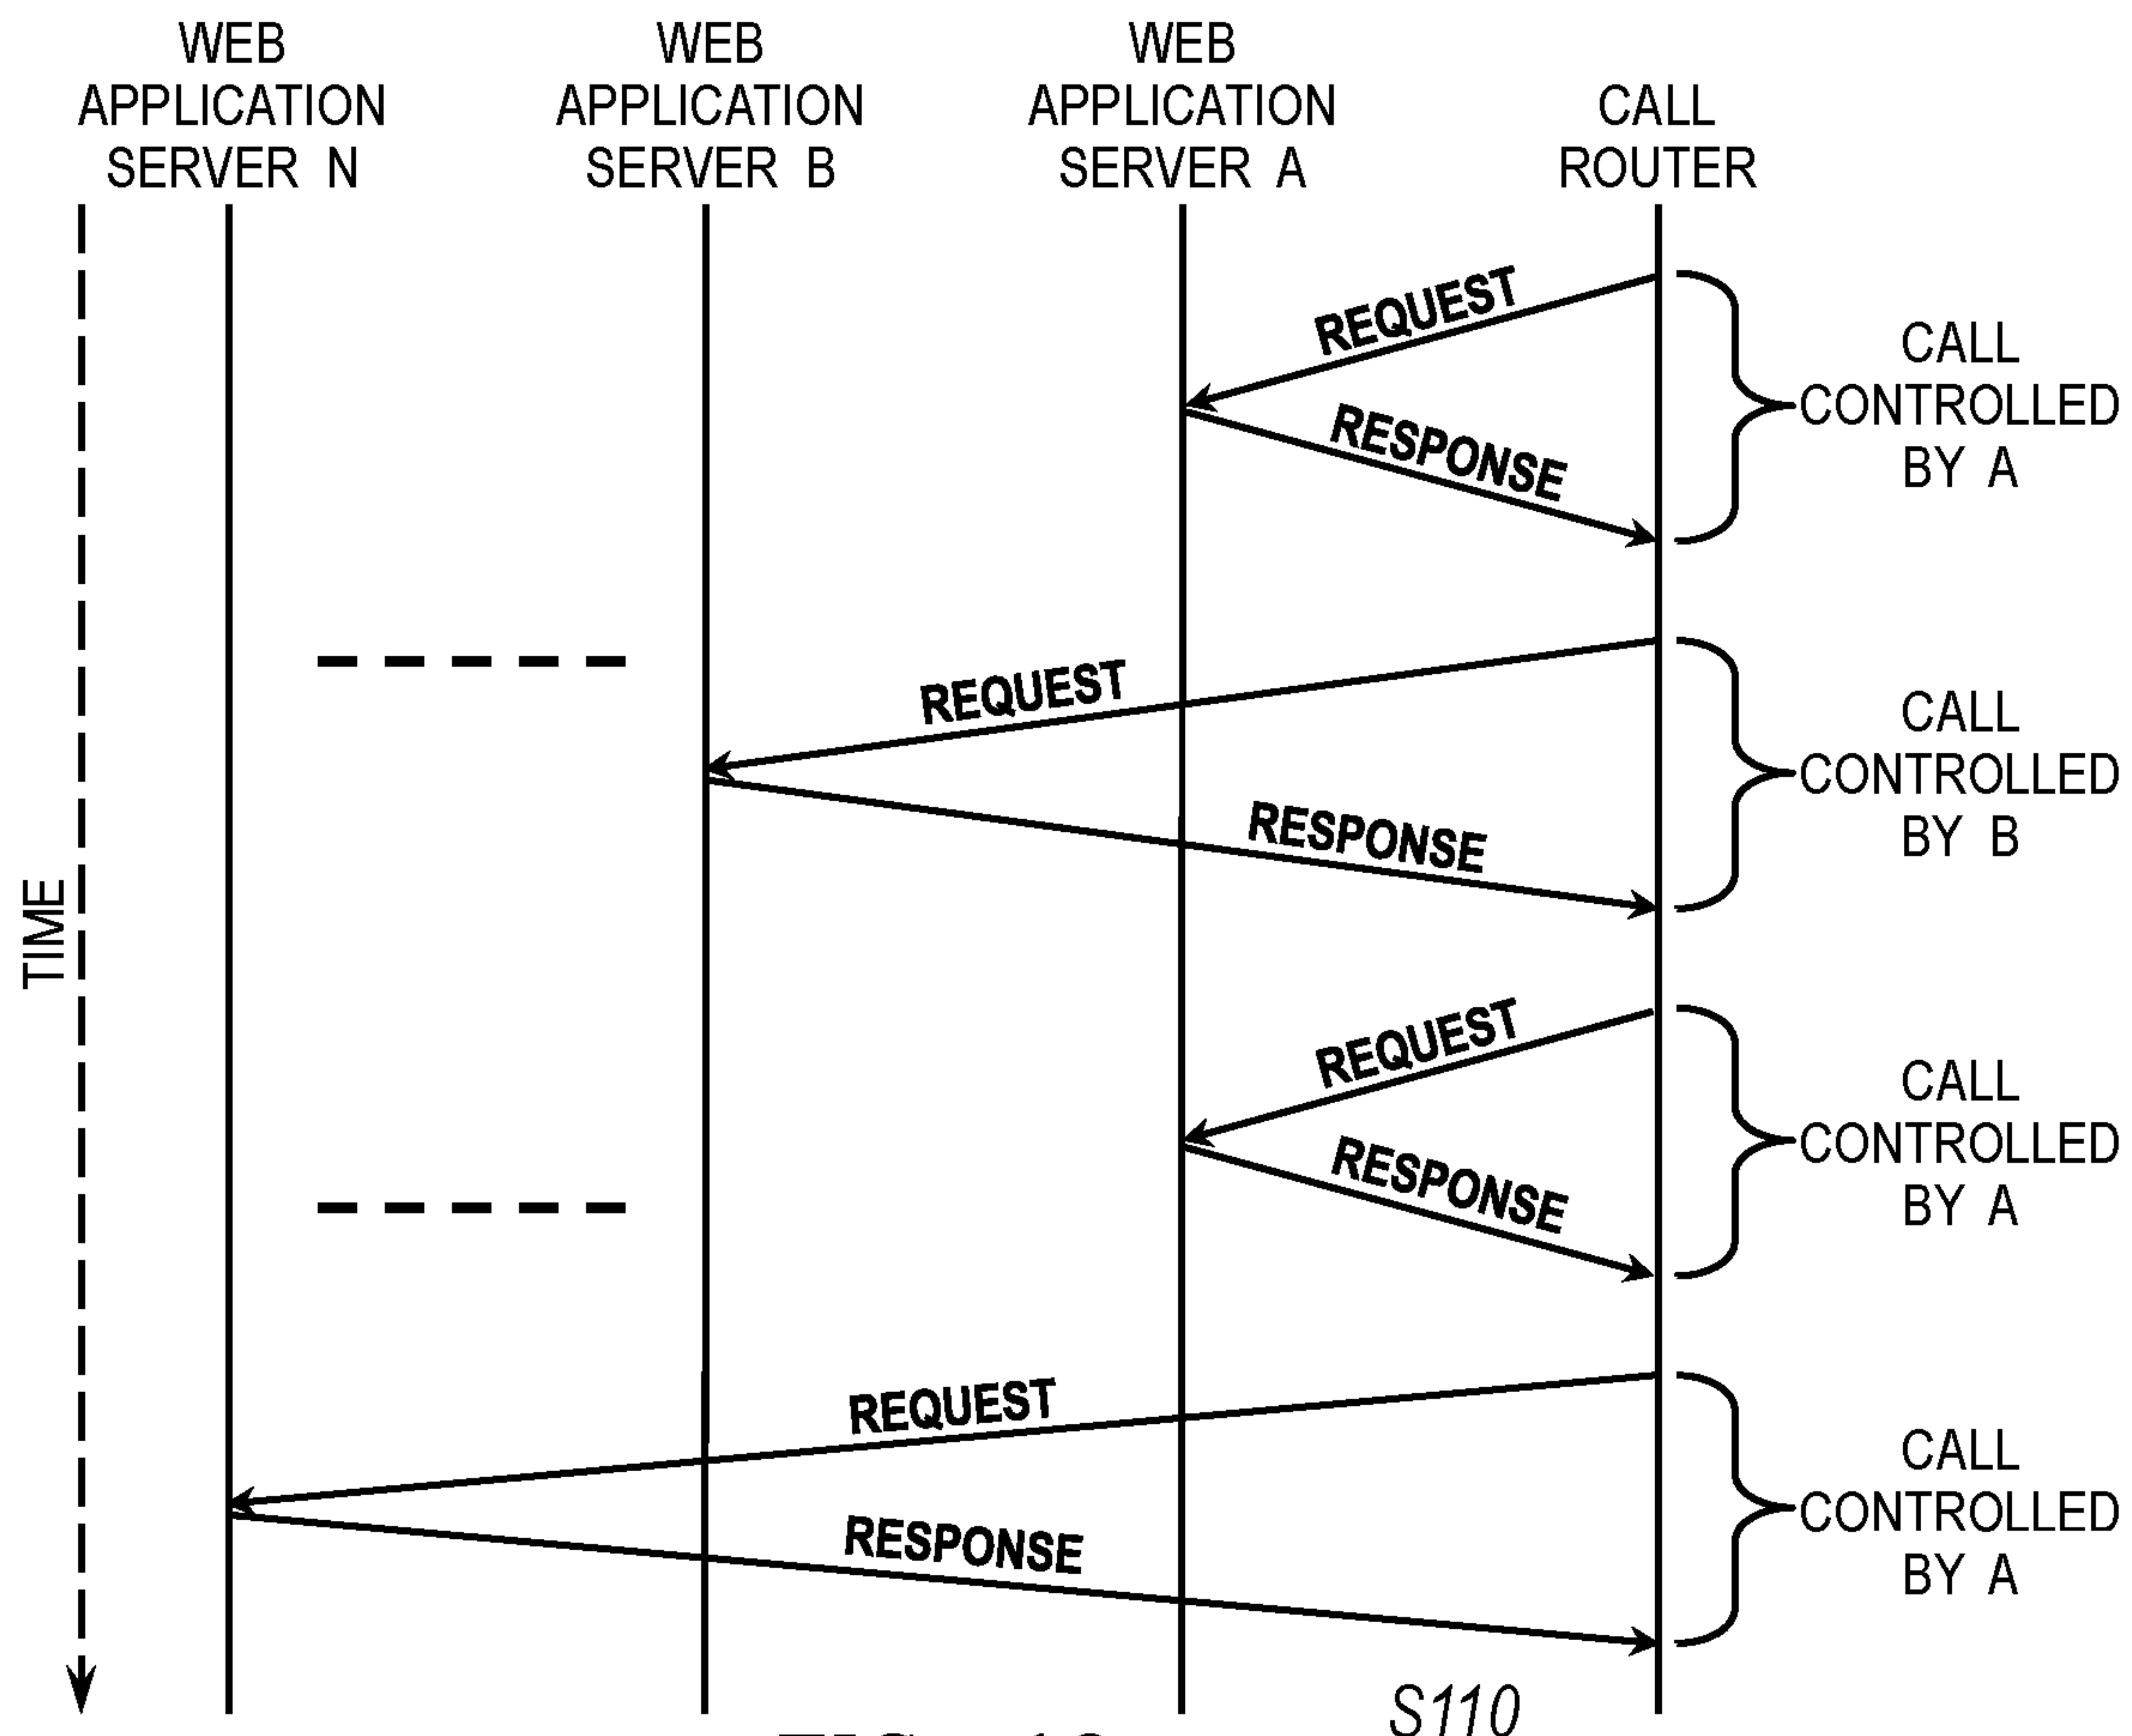 WEB
APPLICATION
SERVER N
WEB
APPLICATION
SERVER B
WEB
APPLICATION
SERVER A
CALL
ROUTER
REQUEST
RESPONSE
CALL
CONTROLLED
BY A
REQUEST
RESPONSE
CALL
CONTROLLED
BY B
TIME
REQUEST
RESPONSE
CALL
CONTROLLED
BY A
REQUEST
RESPONSE
CALL
CONTROLLED
BY A
S110